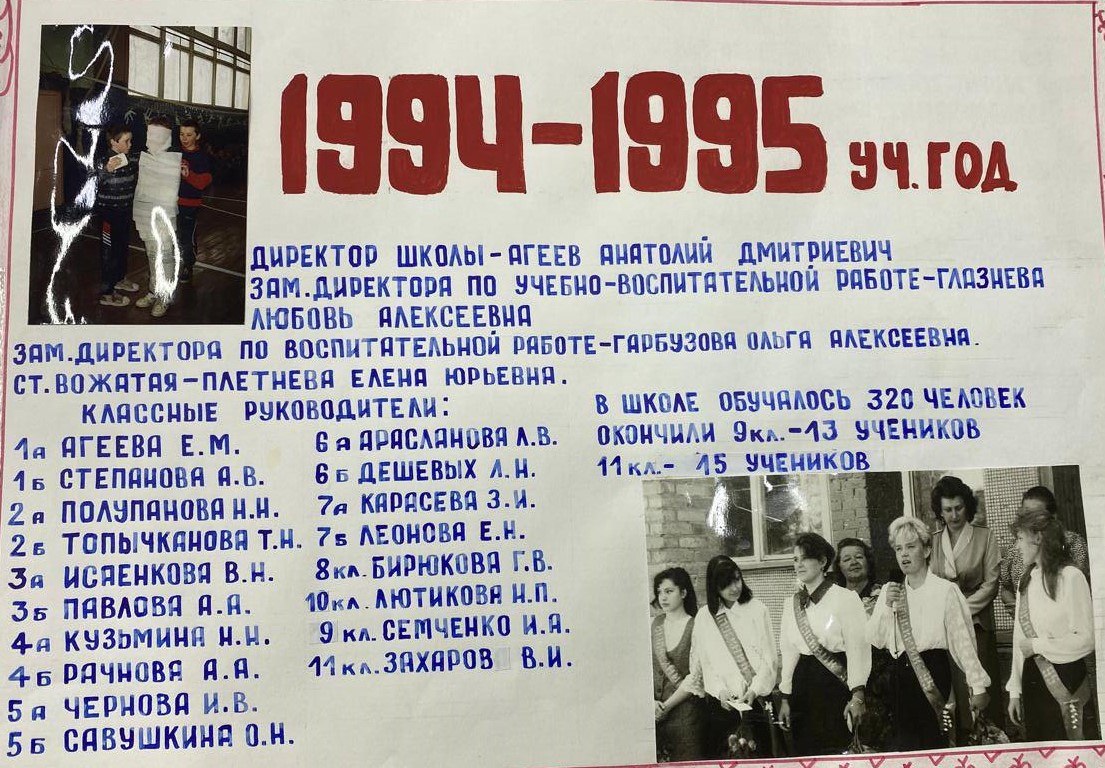 1994-1995 УЧ.ГОД
ДИРЕКТОР ШКОЛЫ-АГЕЕВ АНАТОЛИЙ ДМИТРИЕВИЧ
ЗАМ.ДИРЕКТОРА ПО УЧЕБНО-ВОСПИТАТЕЛЬНОЙ РАБОТЕ-ГЛАЗНЕВА
ЛЮБОВЬ АЛЕКСЕЕВНА
ЗАМ.ДИРЕКТОРА ПО ВОСПИТАТЕЛЬНОЙ РАБОТЕ-ГАРБУЗОВА ОЛЬГА АЛЕКСЕЕВНА.
СТ.ВОЖАТАЯ-ПЛЕТНЕВА ЕЛЕНА ЮРЬЕВНА.
КЛАССНЫЕ РУКОВОДИТЕЛИ:
1А АГЕЕВА Е.М.
1Б СТЕПАНОВА А.В.
2А ПОЛУПАНОВА Н.Н.
2Б ТОПЫЧКАНОВА Т.Н.
3А ИСАЕНКОВА В.Н.
3Б ПАВЛОВА А.А.
4А КУЗЬМИНА Н.Н.
4Б РАЧНОВА А.А.
5А ЧЕРНОВА И.В.
5Б САВУШКИНА О.Н.
6А АРАСЛАНОВА Л.В.
6Б ДЕШЕВЫХ Л.Н.
7А КАРАСЕВА З.И.
7Б ЛЕОНОВА Е.Н.
8КЛ.БИРЮКОВА Г.В.
10КЛ.ЛЮТИКОВА Н.П.
9 КЛ.СЕМЧЕНКО И.А.
11КЛ.ЗАХАРОВ В.И.
В ШКОЛЕ ОБУЧАЛОСЬ 320 ЧЕЛОВЕК
ОКОНЧИЛИ 9КЛ.-13 УЧЕНИКОВ
11КЛ.- 15 УЧЕНИКОВ